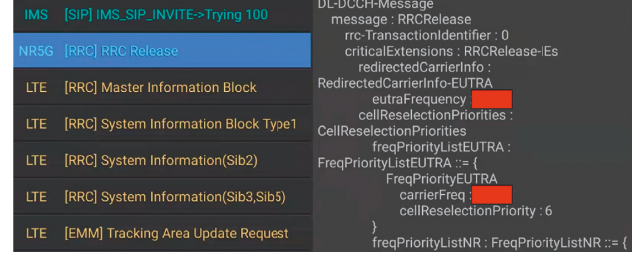 IMS [SIP] IMS_SIP_INVITE->Trying 100
NR5G [RRC] RRC Release
LTE [RRC] Master Information Block
LTE [RRC] System Information Block Type1
LTE [RRC] System Information(Sib2)
LTE [RRC] System Information(Sib3,Sib5)
LTE [EMM] Tracking Area Update Request
DL-DCCH-Message
message : RRCRelease
rrc-TransactionIdentifier : 0
criticalExtensions : RRCRelease-IEs
redirectedCarrierInfo :
RedirectedCarrierInfo-EUTRA
eutraFrequency :
cellReselectionPriorities :
CellReselectionPriorities
freqPriorityListEUTRA :
FreqPriorityListEUTRA ::= {
FreqPriorityEUTRA
carrierFreq :
cellReselectionPriority : 6
}
freqPriorityListNR : FreqPriorityListNR ::= {